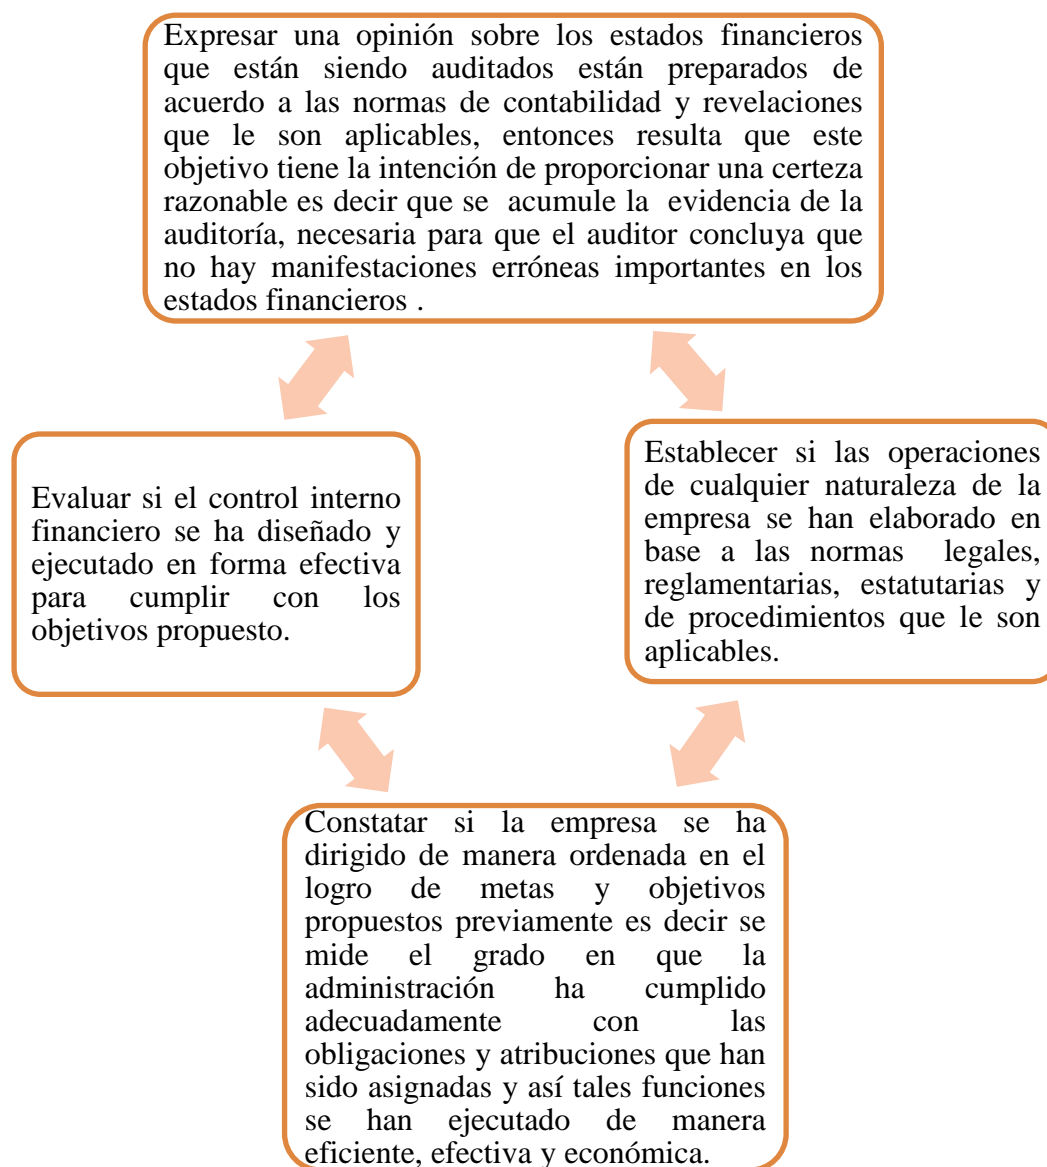 Expresar una opinión sobre los estados financieros
que están siendo auditados están preparados de
acuerdo a las normas de contabilidad y revelaciones
que le son aplicables, entonces resulta que este
objetivo tiene la intención de proporcionar una certeza
razonable es decir que se acumule la evidencia de la
auditoría, necesaria para que el auditor concluya que
no hay manifestaciones erróneas importantes en los
estados financieros .
Evaluar si el control interno
financiero se ha diseñado y
ejecutado en forma efectiva
para cumplir con los
objetivos propuesto.
Establecer si las operaciones
de cualquier naturaleza de la
empresa se han elaborado en
base a las normas legales,
reglamentarias, estatutarias y
de procedimientos que le son
aplicables.
Constatar si la empresa se ha
dirigido de manera ordenada en el
logro de metas y objetivos
propuestos previamente es decir se
mide el grado en que la
administración ha cumplido
adecuadamente con las
obligaciones y atribuciones que han
sido asignadas y así tales funciones
se han ejecutado de manera
eficiente, efectiva y económica.